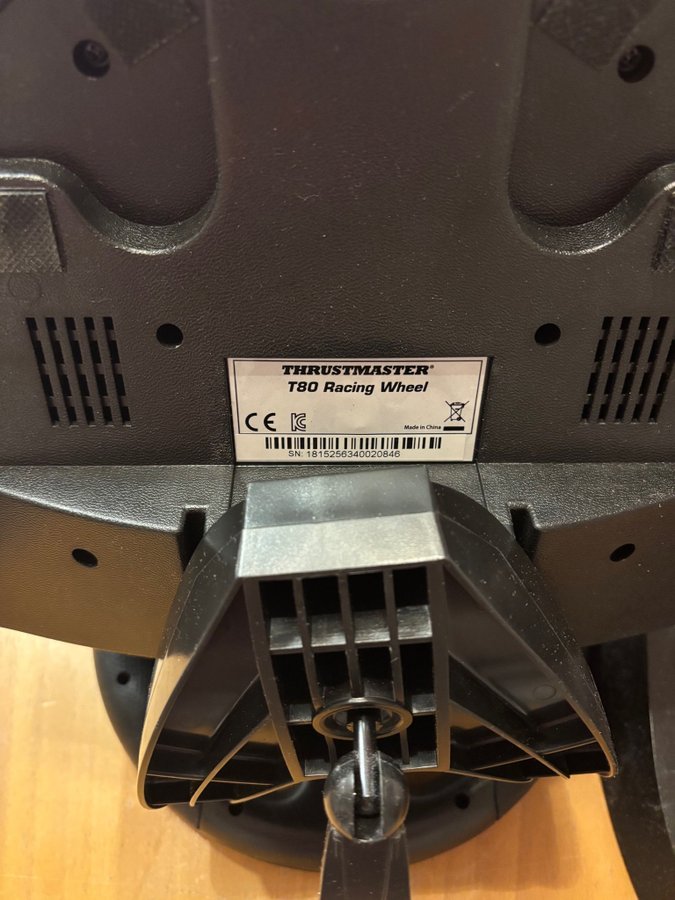 THRUSTMASTER®
T80 Racing Wheel
CE
Made in China
SN: 1815256340020846